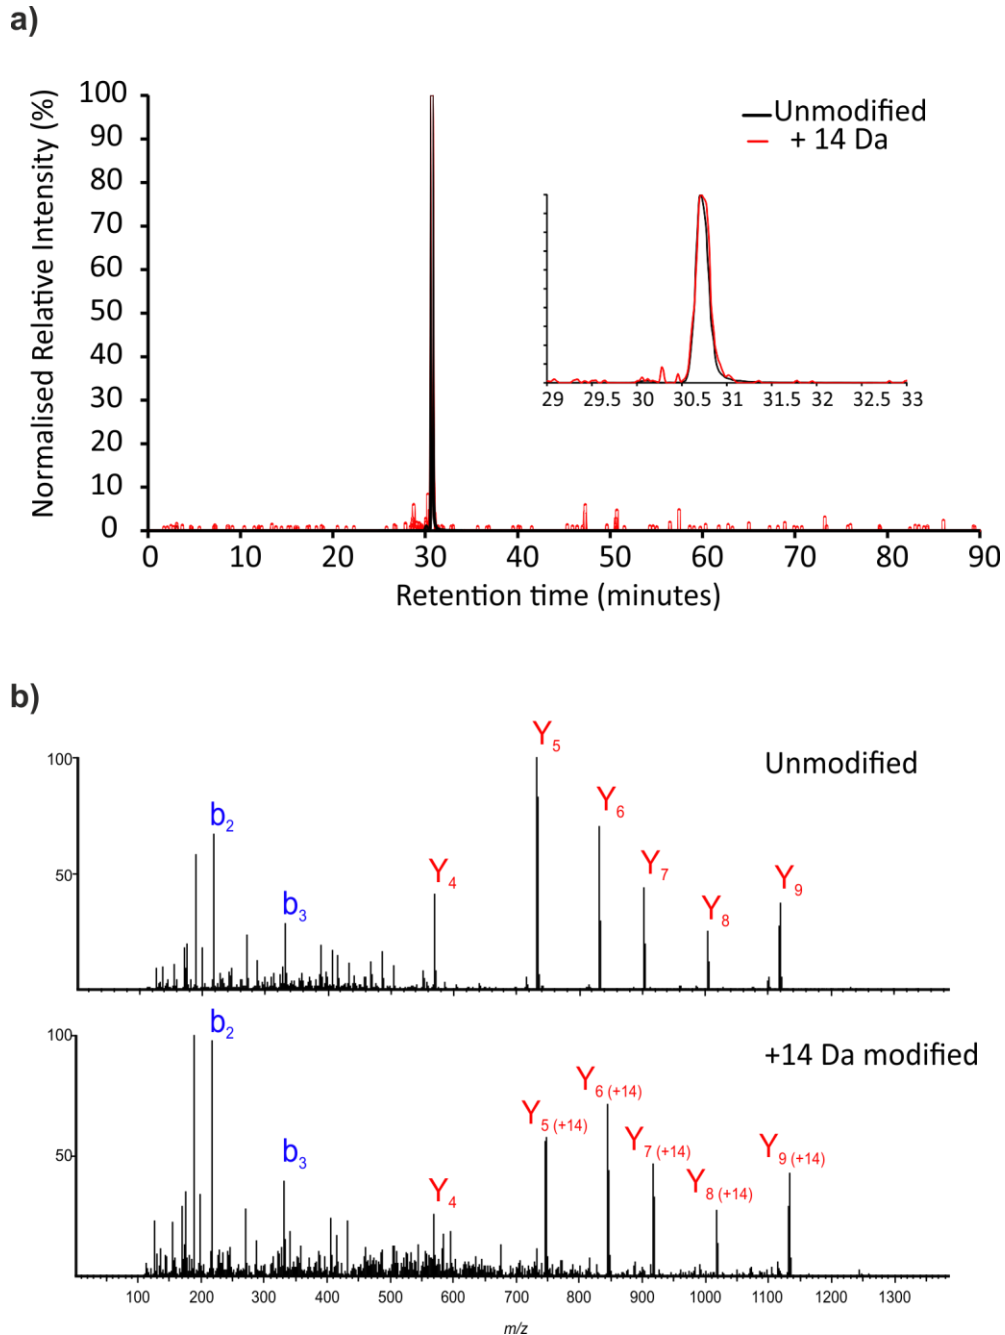 a)
Normalised Relative Intensity (%)
100
90
80
70
60
50
40
30
20
10
0
0 10 20 30 40 50 60 70 80 90
Retention time (minutes)
Unmodified
+ 14 Da
29 29.5 30 30.5 31 31.5 32 32.5 33
b)
Unmodified
100
50
b2
b3
Y4
Y5
Y6
Y7
Y8
Y9
+14 Da modified
100
50
b2
b3
Y4
Y5 (+14)
Y6 (+14)
Y7 (+14)
Y8 (+14)
Y9 (+14)
100 200 300 400 500 600 700 800 900 1000 1100 1200 1300
m/z